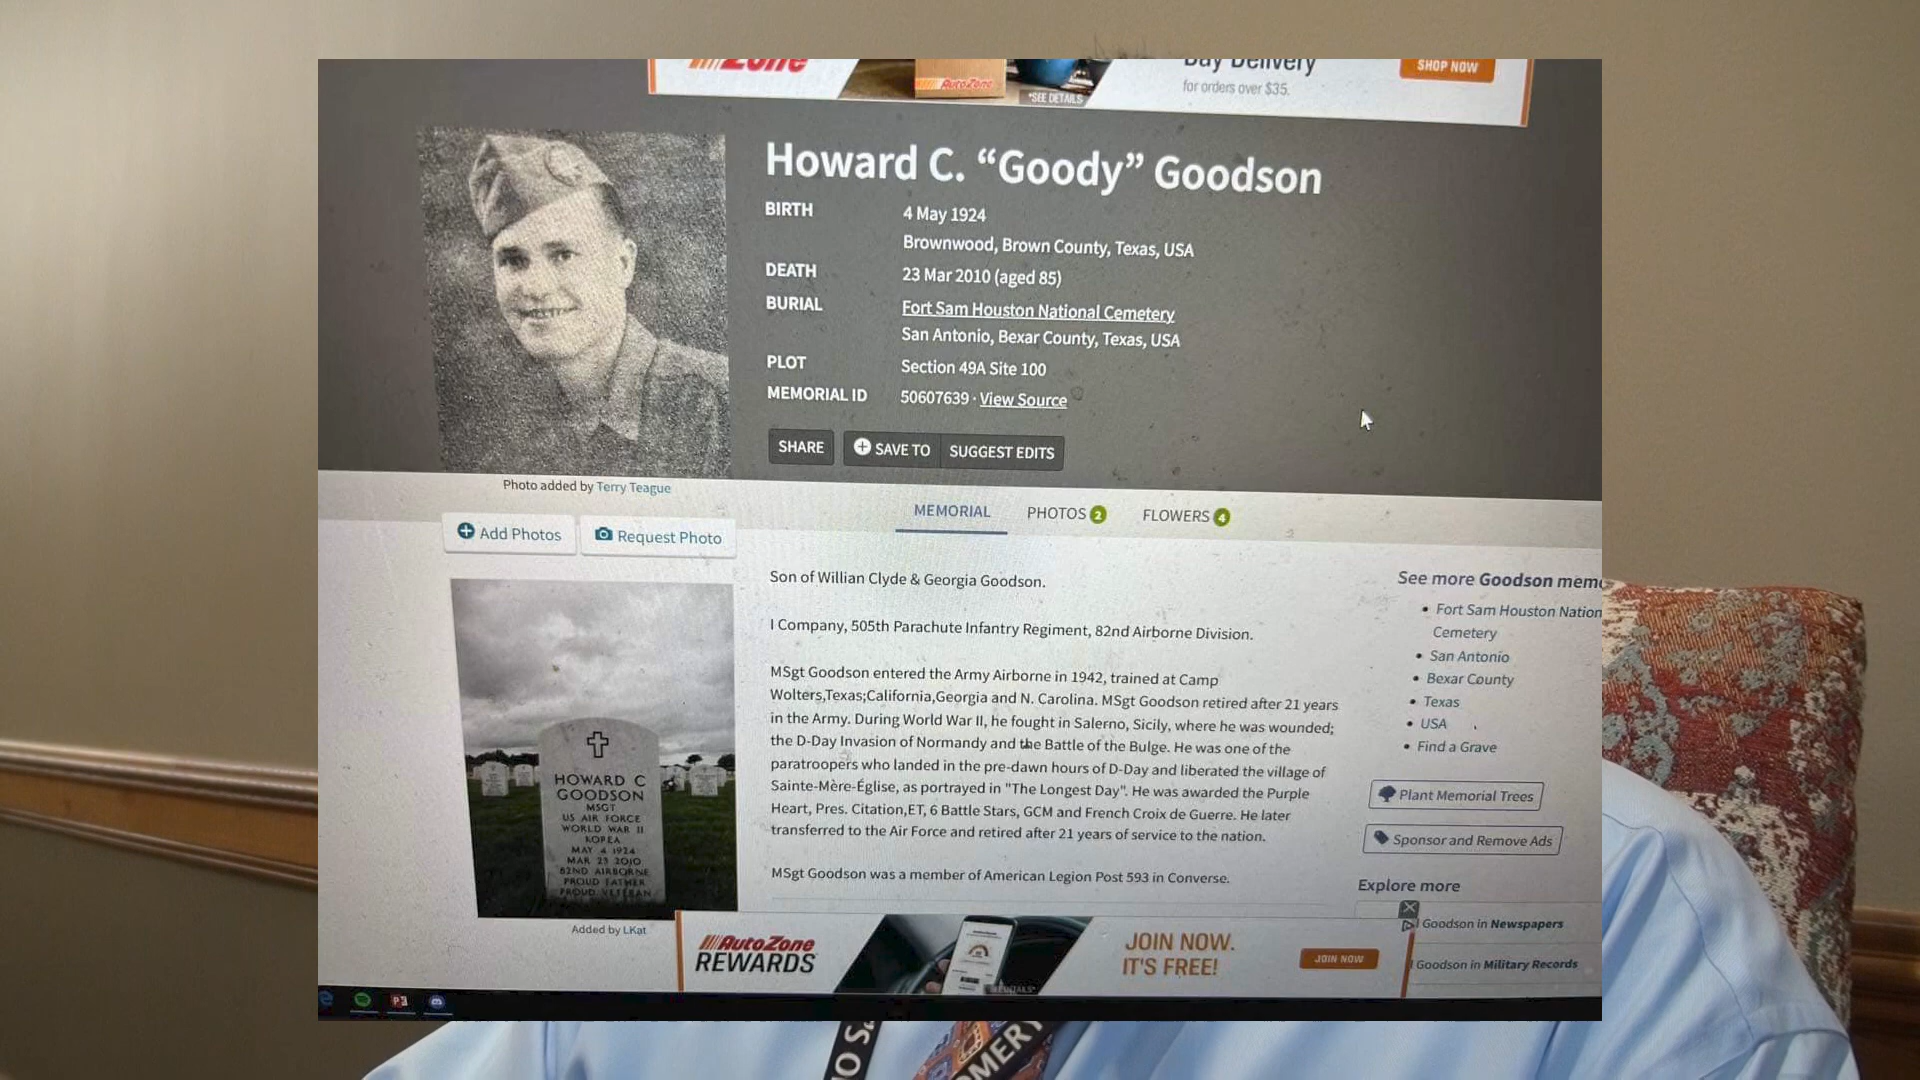 AutoZone
AutoZone
*SEE DETAILS
Day Delivery
for orders over $35.
SHOP NOW
Howard C. “Goody” Goodson
BIRTH 4 May 1924
Brownwood, Brown County, Texas, USA
DEATH 23 Mar 2010 (aged 85)
BURIAL Fort Sam Houston National Cemetery
San Antonio, Bexar County, Texas, USA
PLOT Section 49A Site 100
MEMORIAL ID 50607639 · View Source
SHARE SAVE TO SUGGEST EDITS
Photo added by Terry Teague
Add Photos Request Photo
MEMORIAL PHOTOS 2 FLOWERS 4
Son of Willian Clyde & Georgia Goodson.
I Company, 505th Parachute Infantry Regiment, 82nd Airborne Division.
MSgt Goodson entered the Army Airborne in 1942, trained at Camp
Wolters,Texas;California,Georgia and N. Carolina. MSgt Goodson retired after 21 years
in the Army. During World War II, he fought in Salerno, Sicily, where he was wounded;
the D-Day Invasion of Normandy and the Battle of the Bulge. He was one of the
paratroopers who landed in the pre-dawn hours of D-Day and liberated the village of
Sainte-Mère-Église, as portrayed in "The Longest Day". He was awarded the Purple
Heart, Pres. Citation,ET, 6 Battle Stars, GCM and French Croix de Guerre. He later
transferred to the Air Force and retired after 21 years of service to the nation.
MSgt Goodson was a member of American Legion Post 593 in Converse.
See more Goodson mem
Fort Sam Houston Nation
Cemetery
San Antonio
Bexar County
Texas
USA
Find a Grave
Plant Memorial Trees
Sponsor and Remove Ads
Explore more
Goodson in Newspapers
Goodson in Military Records
HOWARD C
GOODSON
MSGT
US AIR FORCE
WORLD WAR II
KOREA
MAY 4 1924
MAR 23 2010
82ND AIRBORNE
PROUD FATHER
PROUD VETERAN
Added by LKat
AutoZone
REWARDS
JOIN NOW.
IT'S FREE!
JOIN NOW